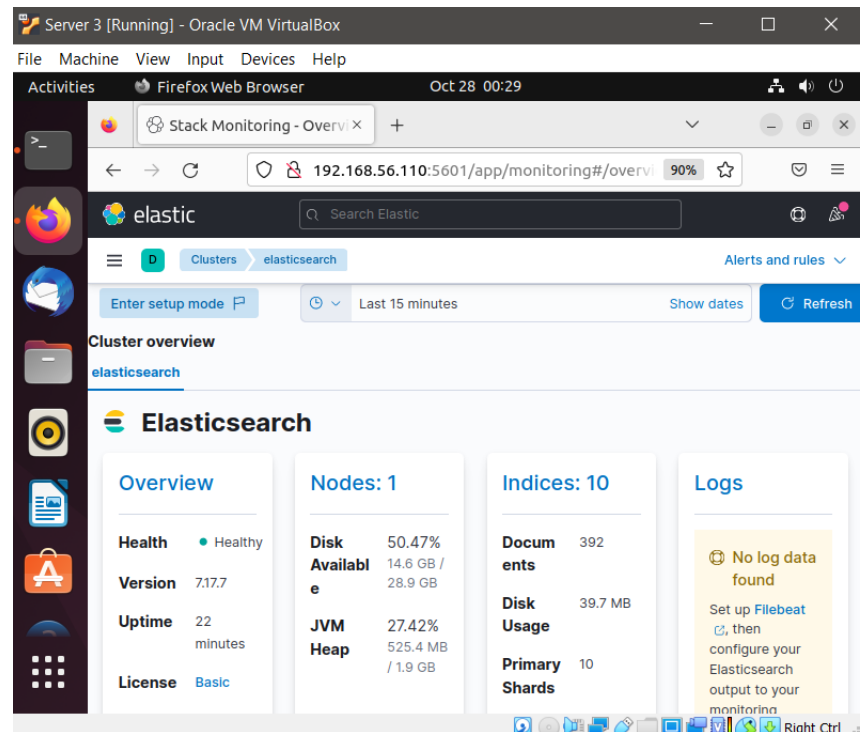 Server 3 [Running] - Oracle VM VirtualBox
File Machine View Input Devices Help
Activities Firefox Web Browser Oct 28 00:29
Stack Monitoring - Overvi
192.168.56.110:5601/app/monitoring#/overvi 90%
elastic Search Elastic
D Clusters elasticsearch Alerts and rules
Enter setup mode Last 15 minutes Show dates Refresh
Cluster overview
elasticsearch
Elasticsearch
Overview
Health Healthy
Version 7.17.7
Uptime 22
minutes
License Basic
Nodes: 1
Disk 50.47%
Availabl 14.6 GB /
e 28.9 GB
JVM 27.42%
Heap 525.4 MB
/ 1.9 GB
Indices: 10
Docum 392
ents
Disk 39.7 MB
Usage
Primary 10
Shards
Logs
No log data
found
Set up Filebeat
, then
configure your
Elasticsearch
output to your
monitoring
Right Ctrl